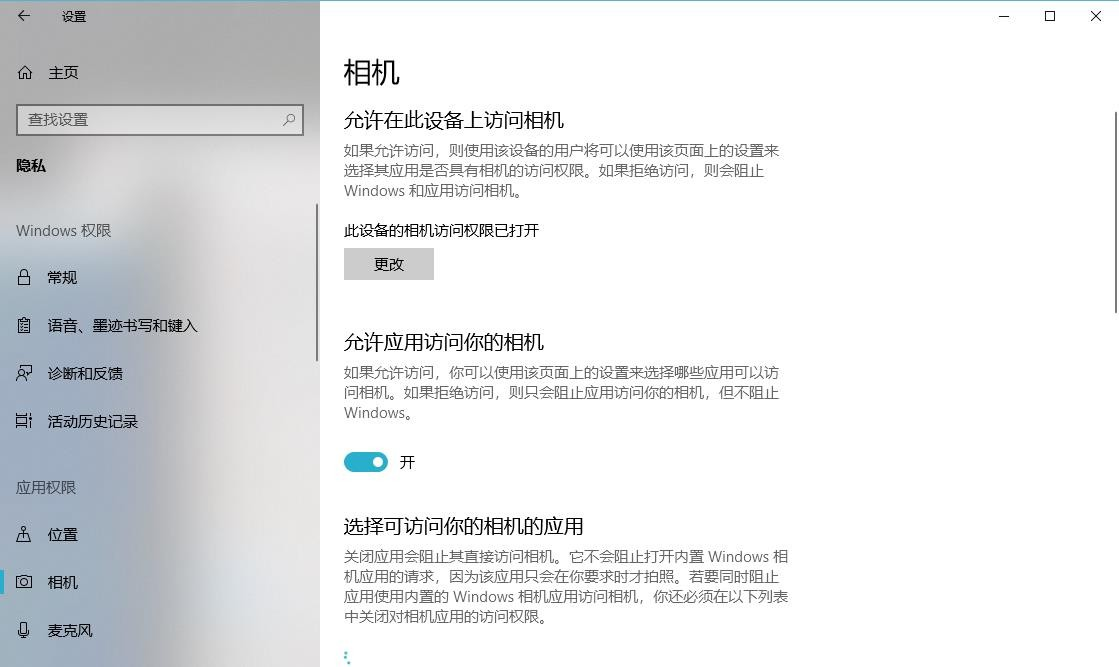 设置
主页
查找设置
隐私
Windows 权限
常规
语音、墨迹书写和键入
诊断和反馈
活动历史记录
应用权限
位置
相机
麦克风
相机
允许在此设备上访问相机
如果允许访问，则使用该设备的用户将可以使用该页面上的设置来
选择其应用是否具有相机的访问权限。如果拒绝访问，则会阻止
Windows 和应用访问相机。
此设备的相机访问权限已打开
更改
允许应用访问你的相机
如果允许访问，你可以使用该页面上的设置来选择哪些应用可以访
问相机。如果拒绝访问，则只会阻止应用访问你的相机，但不阻止
Windows。
开
选择可访问你的相机的应用
关闭应用会阻止其直接访问相机。它不会阻止打开内置 Windows 相
机应用的请求，因为该应用只会在你要求时才拍照。若要同时阻止
应用使用内置的 Windows 相机应用访问相机，你还必须在以下列表
中关闭对相机应用的访问权限。